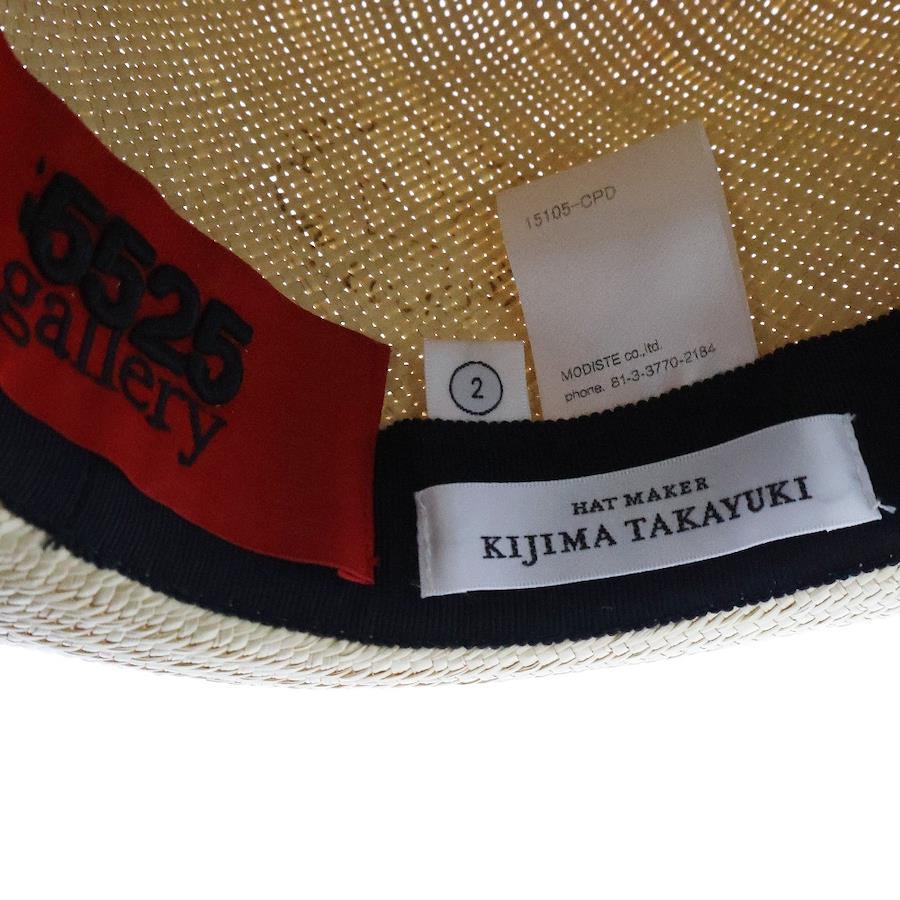 5525
gallery
2
15105-CPD
MODISTE co.,ltd.
phone. 81-3-3770-2184
HAT MAKER
KIJIMA TAKAYUKI